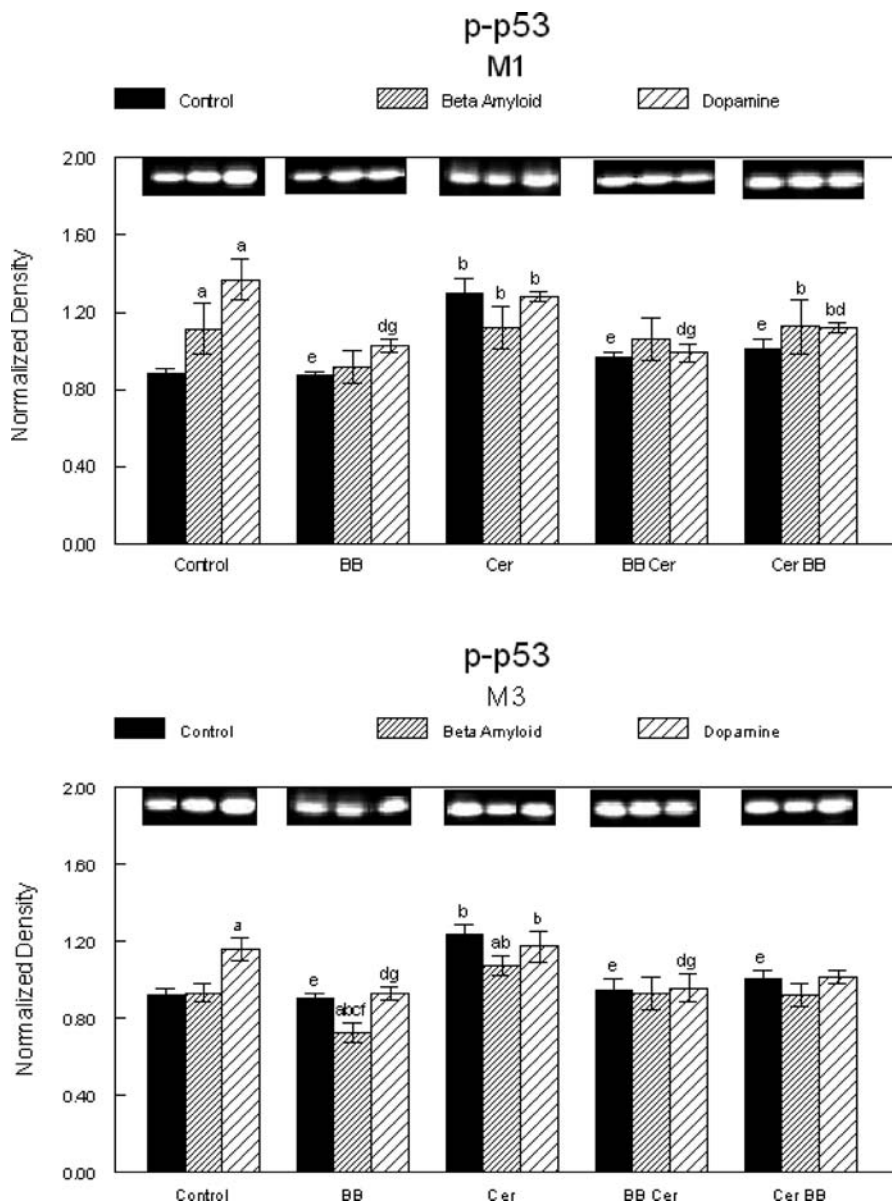 p-p53
M1
Control Beta Amyloid Dopamine
2.00
1.60
1.20
0.80
0.40
0.00
Normalized Density
a a
e dg
b b b
e dg
e b bd
Control BB Cer BB Cer Cer BB
p-p53
M3
Control Beta Amyloid Dopamine
2.00
1.60
1.20
0.80
0.40
0.00
Normalized Density
a
e abcf dg
b ab b
e dg
e
Control BB Cer BB Cer Cer BB